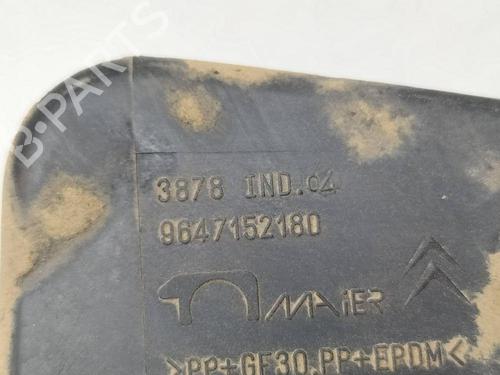 B-PARTS
3878 IND.04
9647152180
MAIER
>PP+GF30.PP+EPDM<